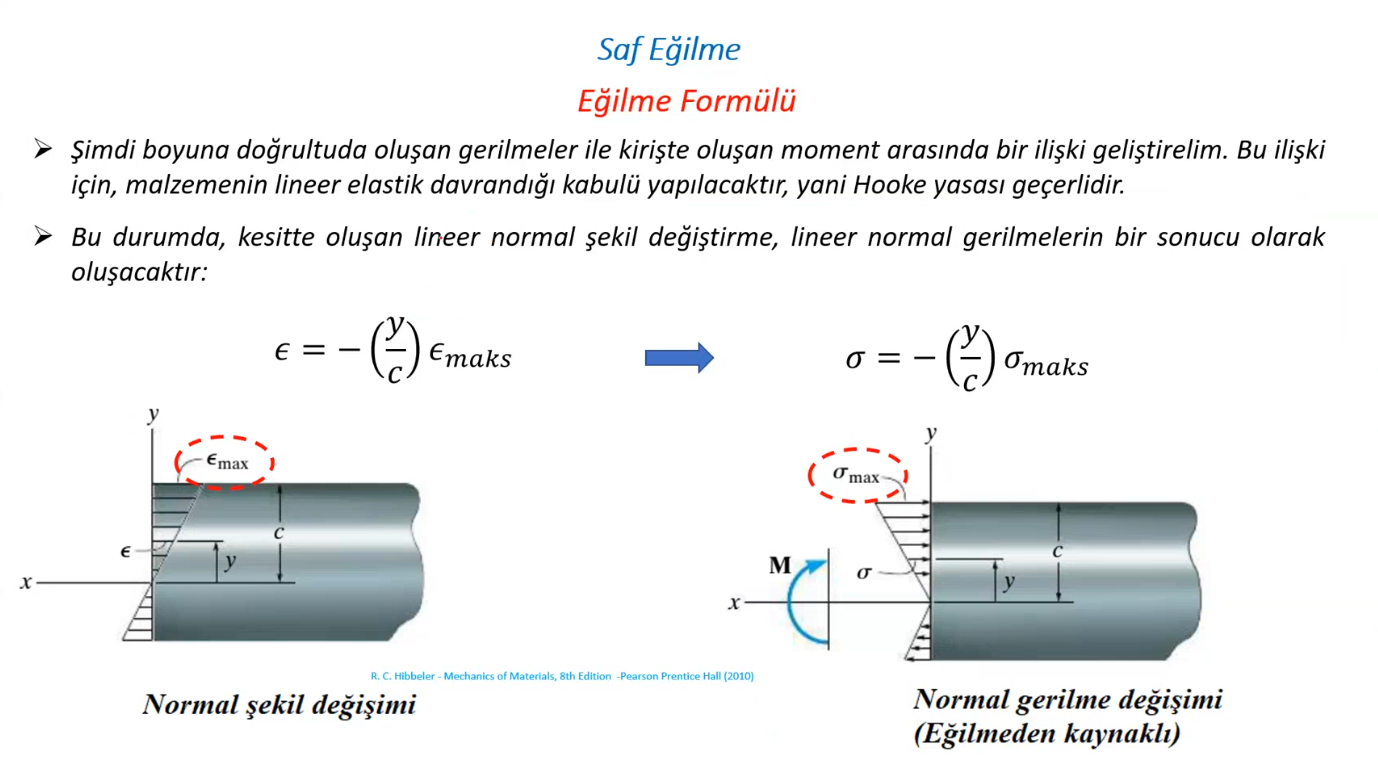 Saf Eğilme
Eğilme Formülü
➢ Şimdi boyuna doğrultuda oluşan gerilmeler ile kirişte oluşan moment arasında bir ilişki geliştirelim. Bu ilişki
için, malzemenin lineer elastik davrandığı kabulü yapılacaktır, yani Hooke yasası geçerlidir.
➢ Bu durumda, kesitte oluşan lineer normal şekil değiştirme, lineer normal gerilmelerin bir sonucu olarak
oluşacaktır:
ϵ = −(y/c) ϵ_maks
σ = −(y/c) σ_maks
y
ϵmax
c
ϵ
y
x
y
σmax
c
M
σ
y
x
R. C. Hibbeler - Mechanics of Materials, 8th Edition -Pearson Prentice Hall (2010)
Normal şekil değişimi
Normal gerilme değişimi
(Eğilmeden kaynaklı)